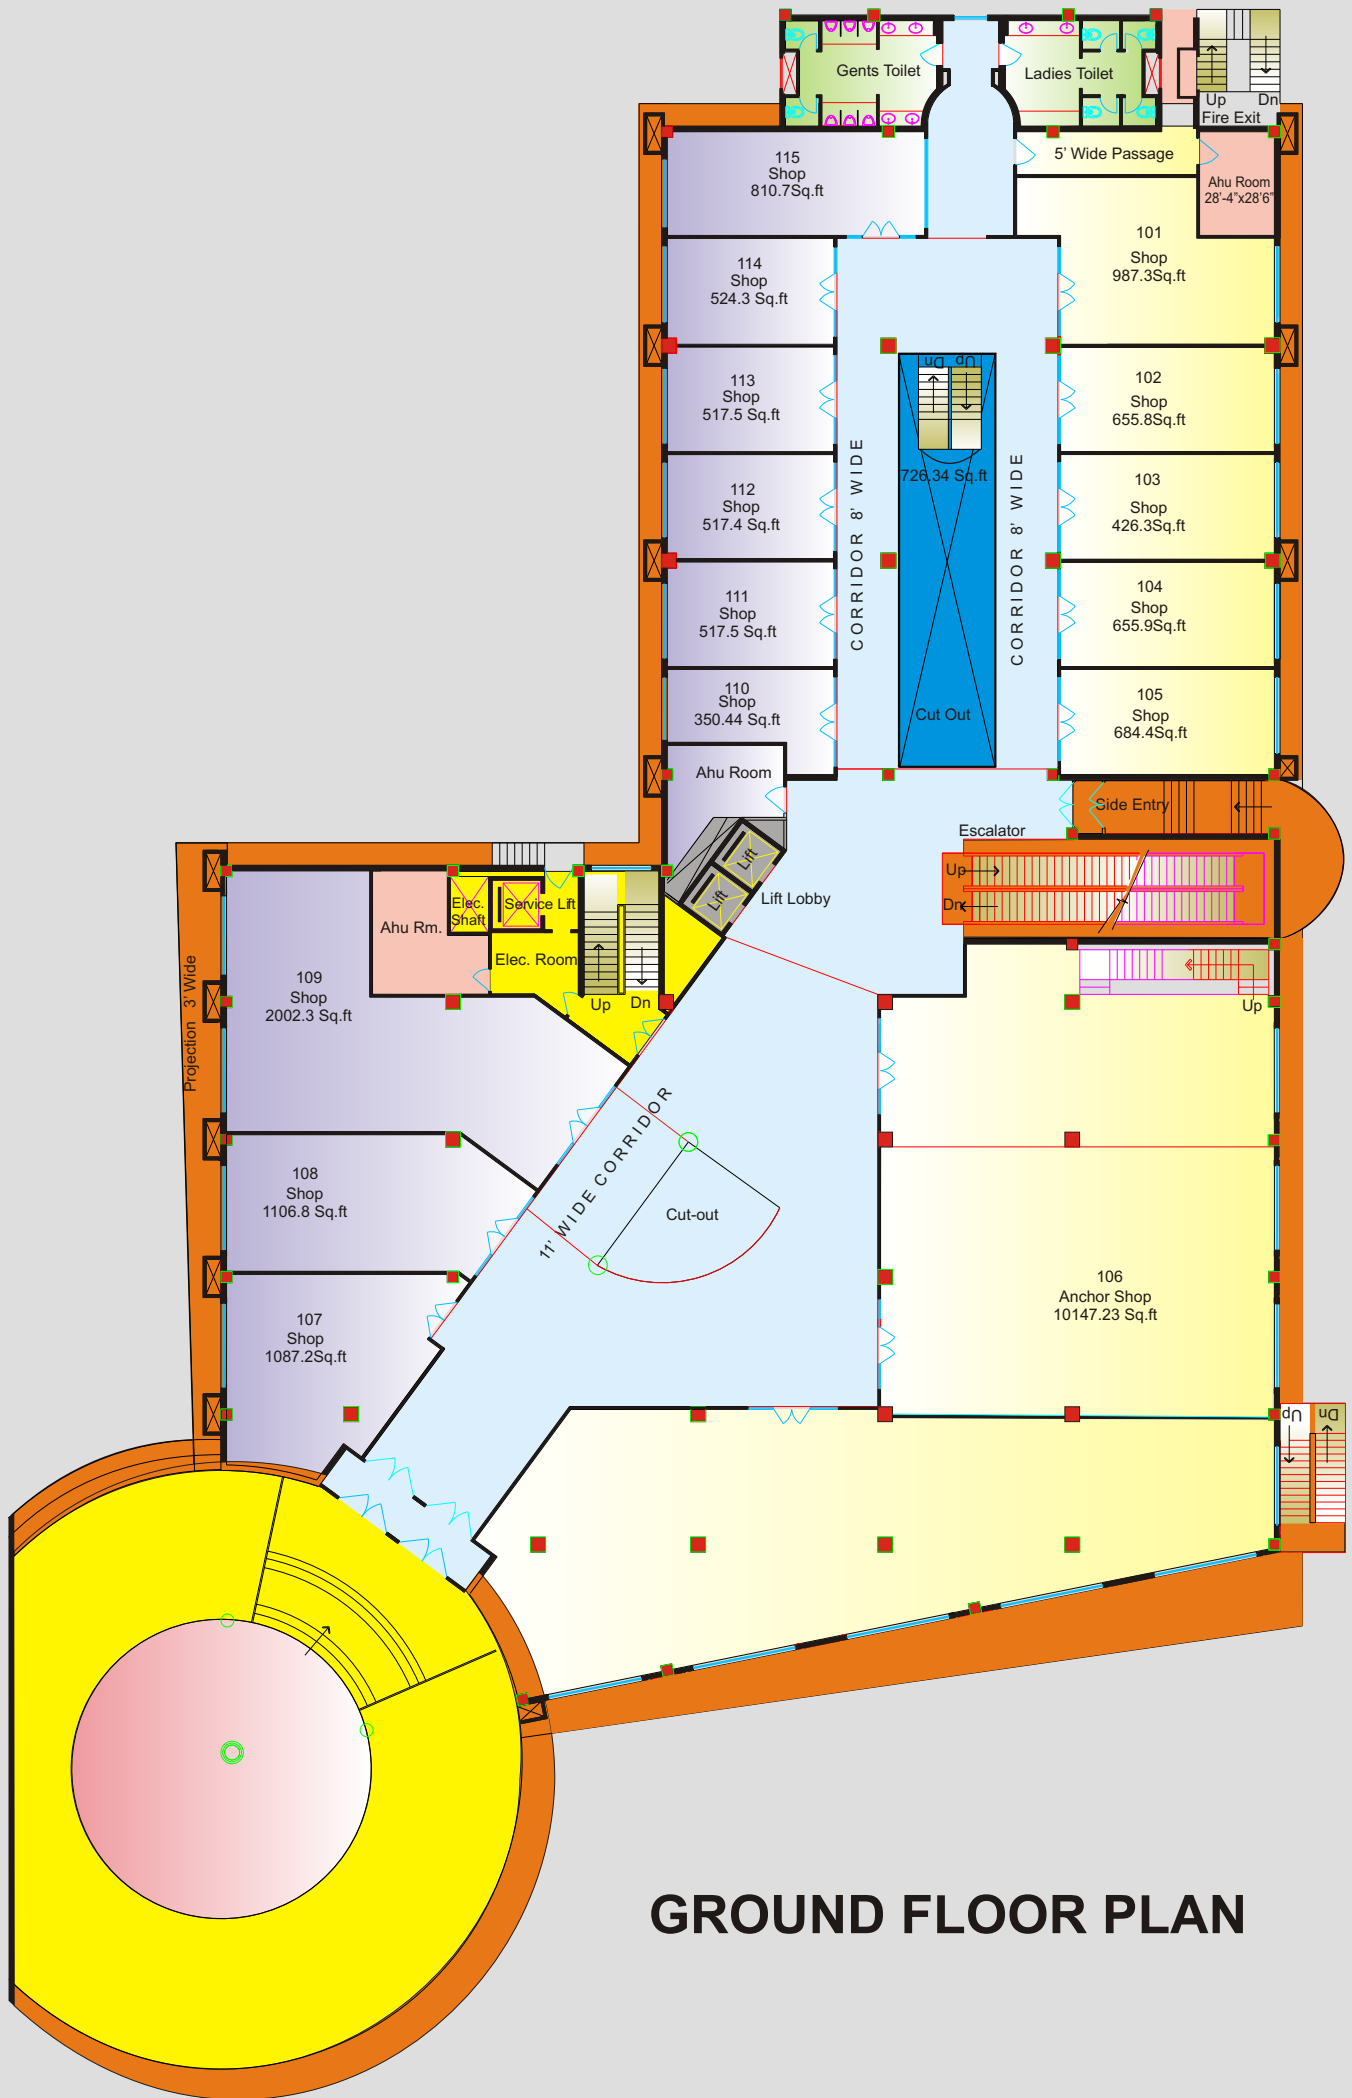 Gents Toilet
Ladies Toilet
Up
Dn
Fire Exit
115
Shop
810.7Sq.ft
5' Wide Passage
Ahu Room
28'-4"x28'6"
101
Shop
987.3Sq.ft
114
Shop
524.3 Sq.ft
Dn
Up
113
Shop
517.5 Sq.ft
102
Shop
655.8Sq.ft
726.34 Sq.ft
CORRIDOR 8' WIDE
CORRIDOR 8' WIDE
112
Shop
517.4 Sq.ft
103
Shop
426.3Sq.ft
111
Shop
517.5 Sq.ft
104
Shop
655.9Sq.ft
110
Shop
350.44 Sq.ft
Cut Out
105
Shop
684.4Sq.ft
Ahu Room
Side Entry
Escalator
Lift
Lift
Lift Lobby
Up
Dn
Elec.
Shaft
Service Lift
Ahu Rm.
Elec. Room
Up
Dn
Up
109
Shop
2002.3 Sq.ft
Projection 3' Wide
11' WIDE CORRIDOR
108
Shop
1106.8 Sq.ft
Cut-out
106
Anchor Shop
10147.23 Sq.ft
107
Shop
1087.2Sq.ft
Up
Dn
GROUND FLOOR PLAN